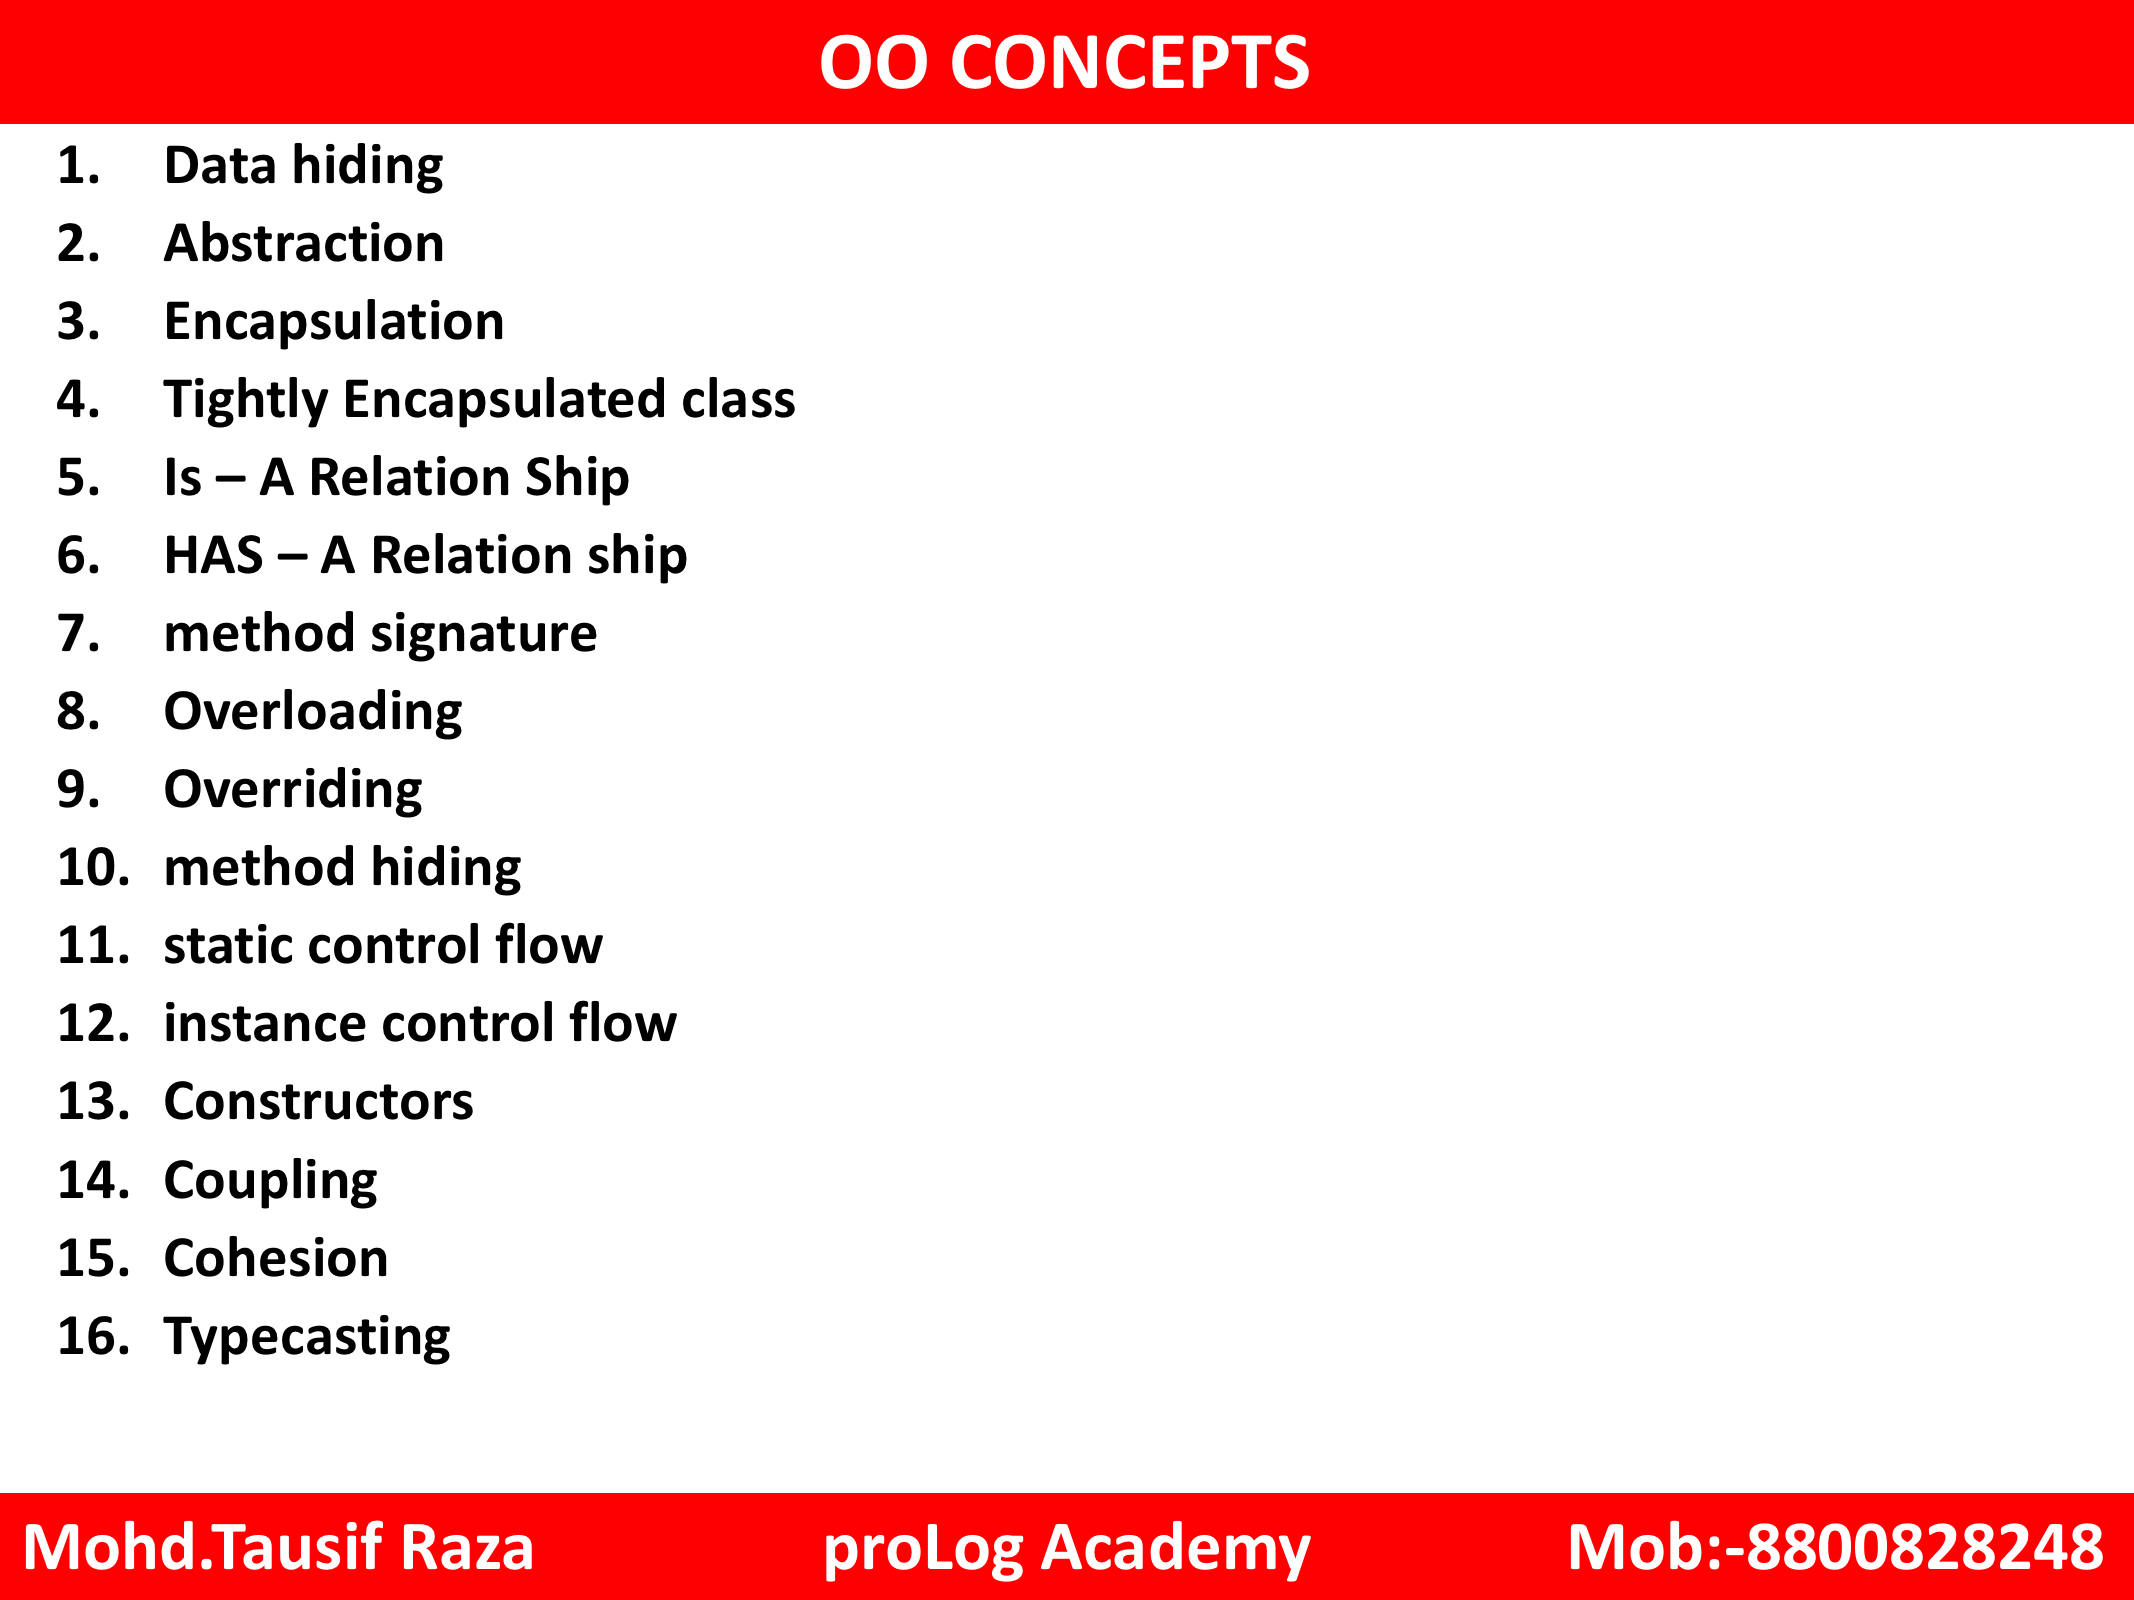 OO CONCEPTS
1. Data hiding
2. Abstraction
3. Encapsulation
4. Tightly Encapsulated class
5. Is – A Relation Ship
6. HAS – A Relation ship
7. method signature
8. Overloading
9. Overriding
10. method hiding
11. static control flow
12. instance control flow
13. Constructors
14. Coupling
15. Cohesion
16. Typecasting
Mohd.Tausif Raza proLog Academy Mob:-8800828248